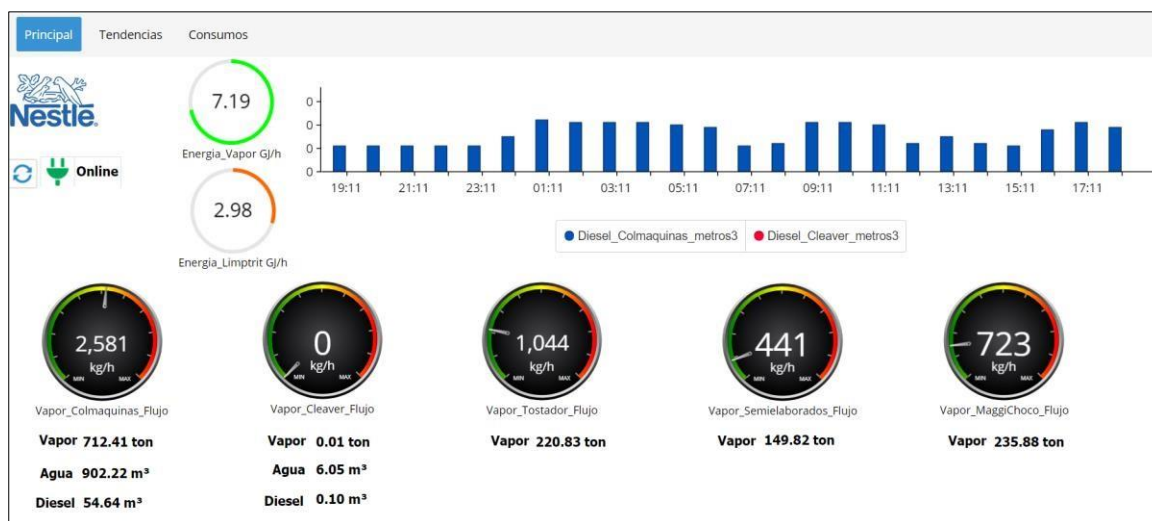 Principal Tendencias Consumos
Nestlé.
Online
7.19
Energia_Vapor GJ/h
2.98
Energia_Limptrit GJ/h
0
0
0
0
19:11 21:11 23:11 01:11 03:11 05:11 07:11 09:11 11:11 13:11 15:11 17:11
Diesel_Colmaquinas_metros3 Diesel_Cleaver_metros3
2,581
kg/h
MIN MAX
Vapor_Colmaquinas_Flujo
Vapor 712.41 ton
Agua 902.22 m³
Diesel 54.64 m³
0
kg/h
MIN MAX
Vapor_Cleaver_Flujo
Vapor 0.01 ton
Agua 6.05 m³
Diesel 0.10 m³
1,044
kg/h
MIN MAX
Vapor_Tostador_Flujo
Vapor 220.83 ton
441
kg/h
MIN MAX
Vapor_Semielaborados_Flujo
Vapor 149.82 ton
723
kg/h
MIN MAX
Vapor_MaggiChoco_Flujo
Vapor 235.88 ton